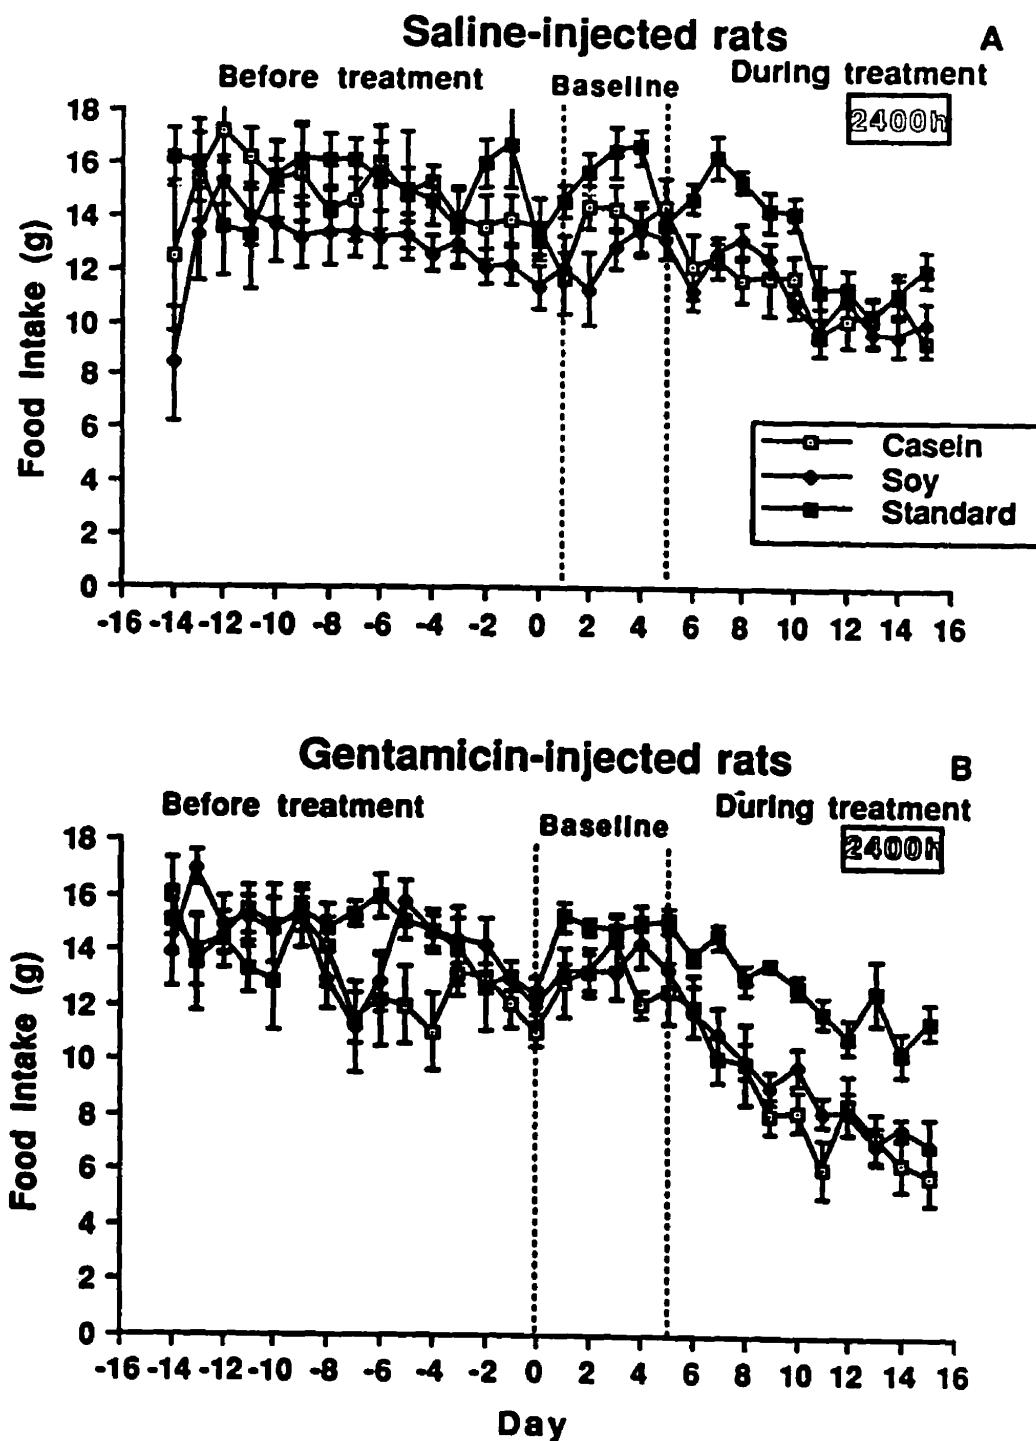 Saline-injected rats
A
Before treatment
Baseline
During treatment
2400h
18
16
14
12
10
8
6
4
2
0
Food Intake (g)
Casein
Soy
Standard
-16 -14 -12 -10 -8 -6 -4 -2 0 2 4 6 8 10 12 14 16
Gentamicin-injected rats
B
Before treatment
Baseline
During treatment
2400h
18
16
14
12
10
8
6
4
2
0
Food Intake (g)
-16 -14 -12 -10 -8 -6 -4 -2 0 2 4 6 8 10 12 14 16
Day